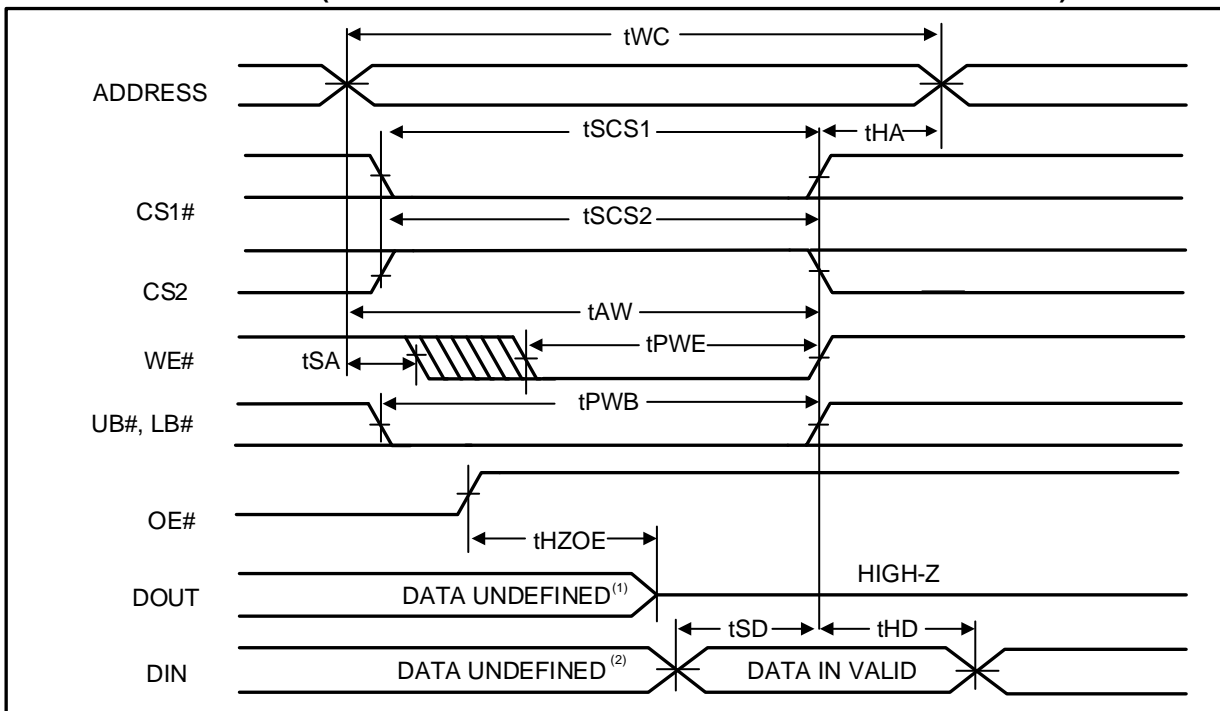 tWC
ADDRESS
tSCS1
tHA
CS1#
tSCS2
CS2
tAW
WE#
tSA
tPWE
tPWB
UB#, LB#
OE#
tHZOE
HIGH-Z
DOUT
DATA UNDEFINED(1)
tSD
tHD
DIN
DATA UNDEFINED (2)
DATA IN VALID